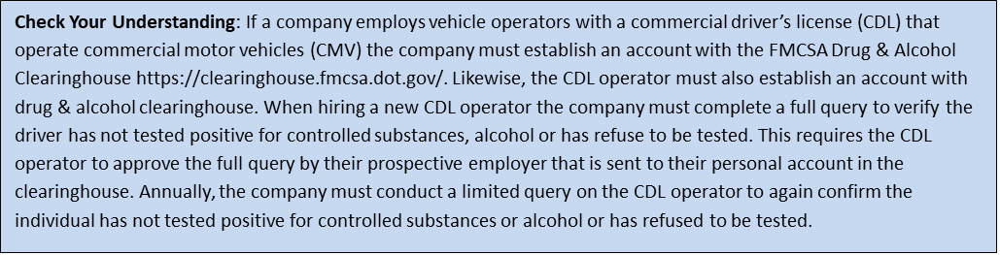 Check Your Understanding: If a company employs vehicle operators with a commercial driver’s license (CDL) that
operate commercial motor vehicles (CMV) the company must establish an account with the FMCSA Drug & Alcohol
Clearinghouse https://clearinghouse.fmcsa.dot.gov/. Likewise, the CDL operator must also establish an account with
drug & alcohol clearinghouse. When hiring a new CDL operator the company must complete a full query to verify the
driver has not tested positive for controlled substances, alcohol or has refuse to be tested. This requires the CDL
operator to approve the full query by their prospective employer that is sent to their personal account in the
clearinghouse. Annually, the company must conduct a limited query on the CDL operator to again confirm the
individual has not tested positive for controlled substances or alcohol or has refused to be tested.